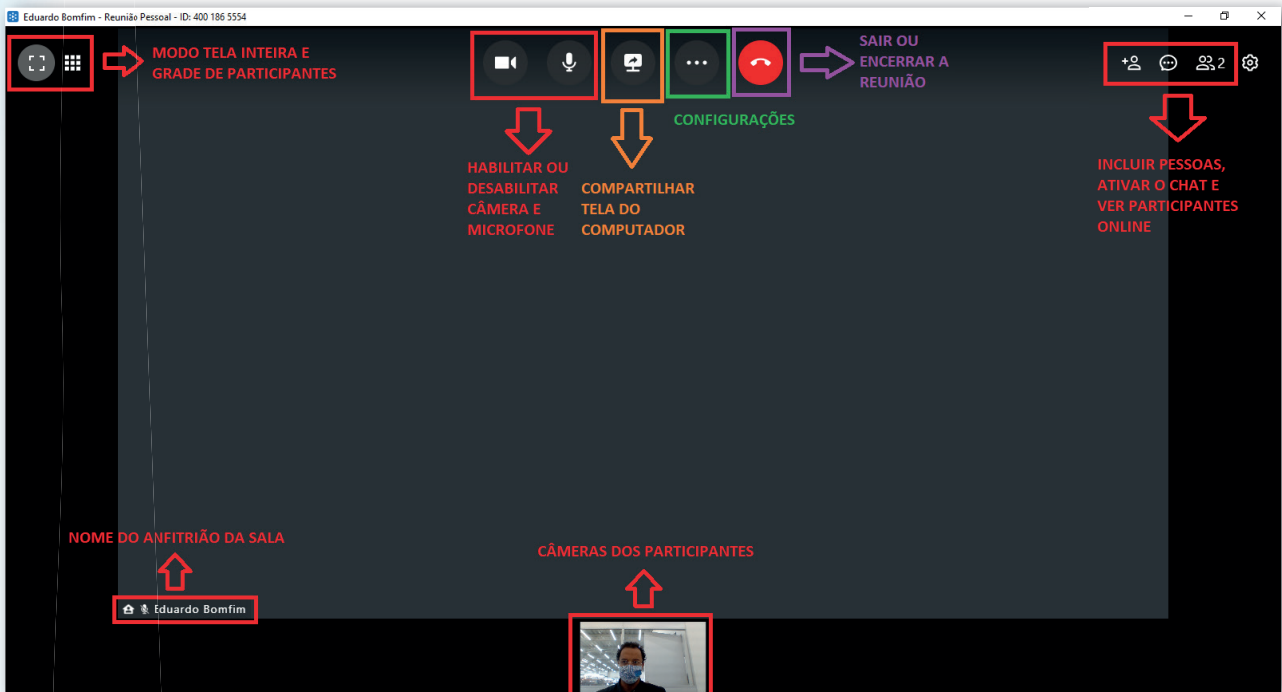 Eduardo Bomfim - Reunião Pessoal - ID: 400 186 5554
MODO TELA INTEIRA E
GRADE DE PARTICIPANTES
SAIR OU
ENCERRAR A
REUNIÃO
2
CONFIGURAÇÕES
HABILITAR OU
DESABILITAR
CÂMERA E
MICROFONE
COMPARTILHAR
TELA DO
COMPUTADOR
INCLUIR PESSOAS,
ATIVAR O CHAT E
VER PARTICIPANTES
ONLINE
NOME DO ANFITRIÃO DA SALA
CÂMERAS DOS PARTICIPANTES
Eduardo Bomfim